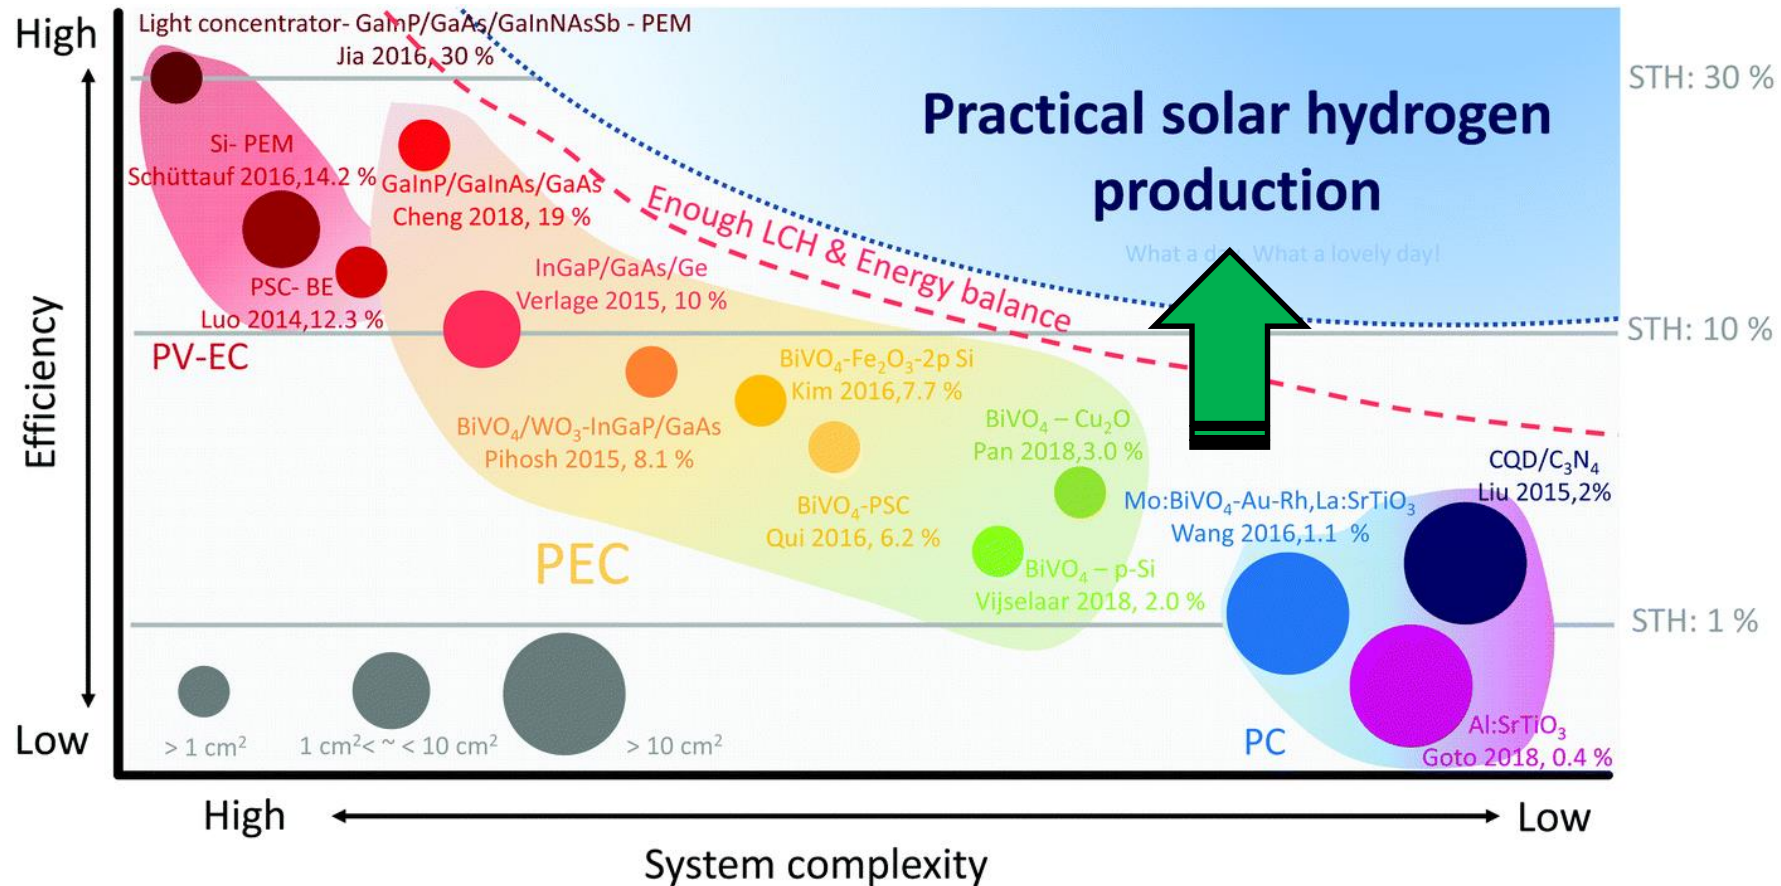 High
Light concentrator- GaInP/GaAs/GaInNAsSb - PEM
Jia 2016, 30 %
STH: 30 %
Practical solar hydrogen
production
What a d What a lovely day!
Si- PEM
Schüttauf 2016,14.2 %
GaInP/GaInAs/GaAs
Cheng 2018, 19 %
Enough LCH & Energy balance
PSC- BE
Luo 2014,12.3 %
InGaP/GaAs/Ge
Verlage 2015, 10 %
STH: 10 %
PV-EC
BiVO₄-Fe₂O₃-2p Si
Kim 2016,7.7 %
BiVO₄/WO₃-InGaP/GaAs
Pihosh 2015, 8.1 %
BiVO₄ – Cu₂O
Pan 2018,3.0 %
CQD/C₃N₄
Liu 2015,2%
BiVO₄-PSC
Qui 2016, 6.2 %
Mo:BiVO₄-Au-Rh,La:SrTiO₃
Wang 2016,1.1 %
PEC
BiVO₄ – p-Si
Vijselaar 2018, 2.0 %
STH: 1 %
Efficiency
Low
> 1 cm²
1 cm²< ~ < 10 cm²
> 10 cm²
PC
Al:SrTiO₃
Goto 2018, 0.4 %
High
Low
System complexity